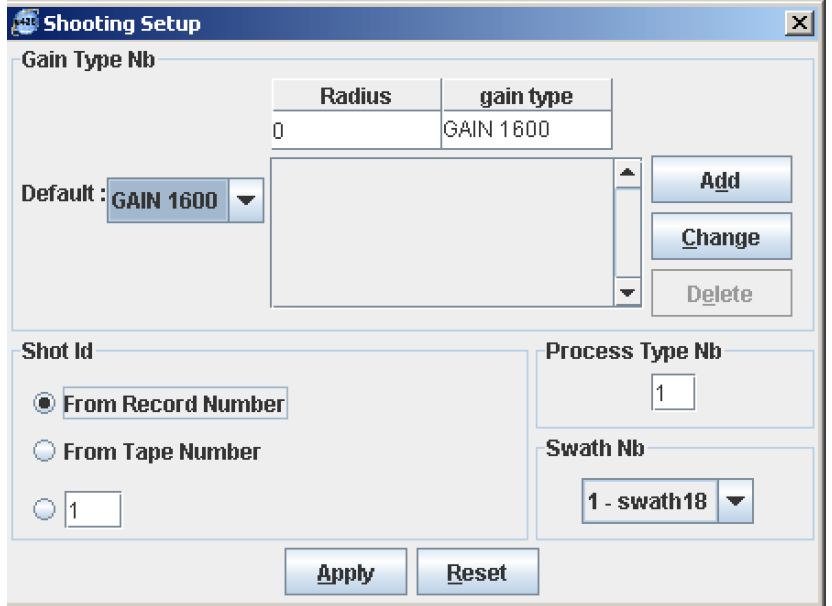 Shooting Setup
Gain Type Nb
Radius gain type
0 GAIN 1600
Default : GAIN 1600
Add
Change
Delete
Shot Id
From Record Number
From Tape Number
1
Process Type Nb
1
Swath Nb
1 - swath18
Apply Reset